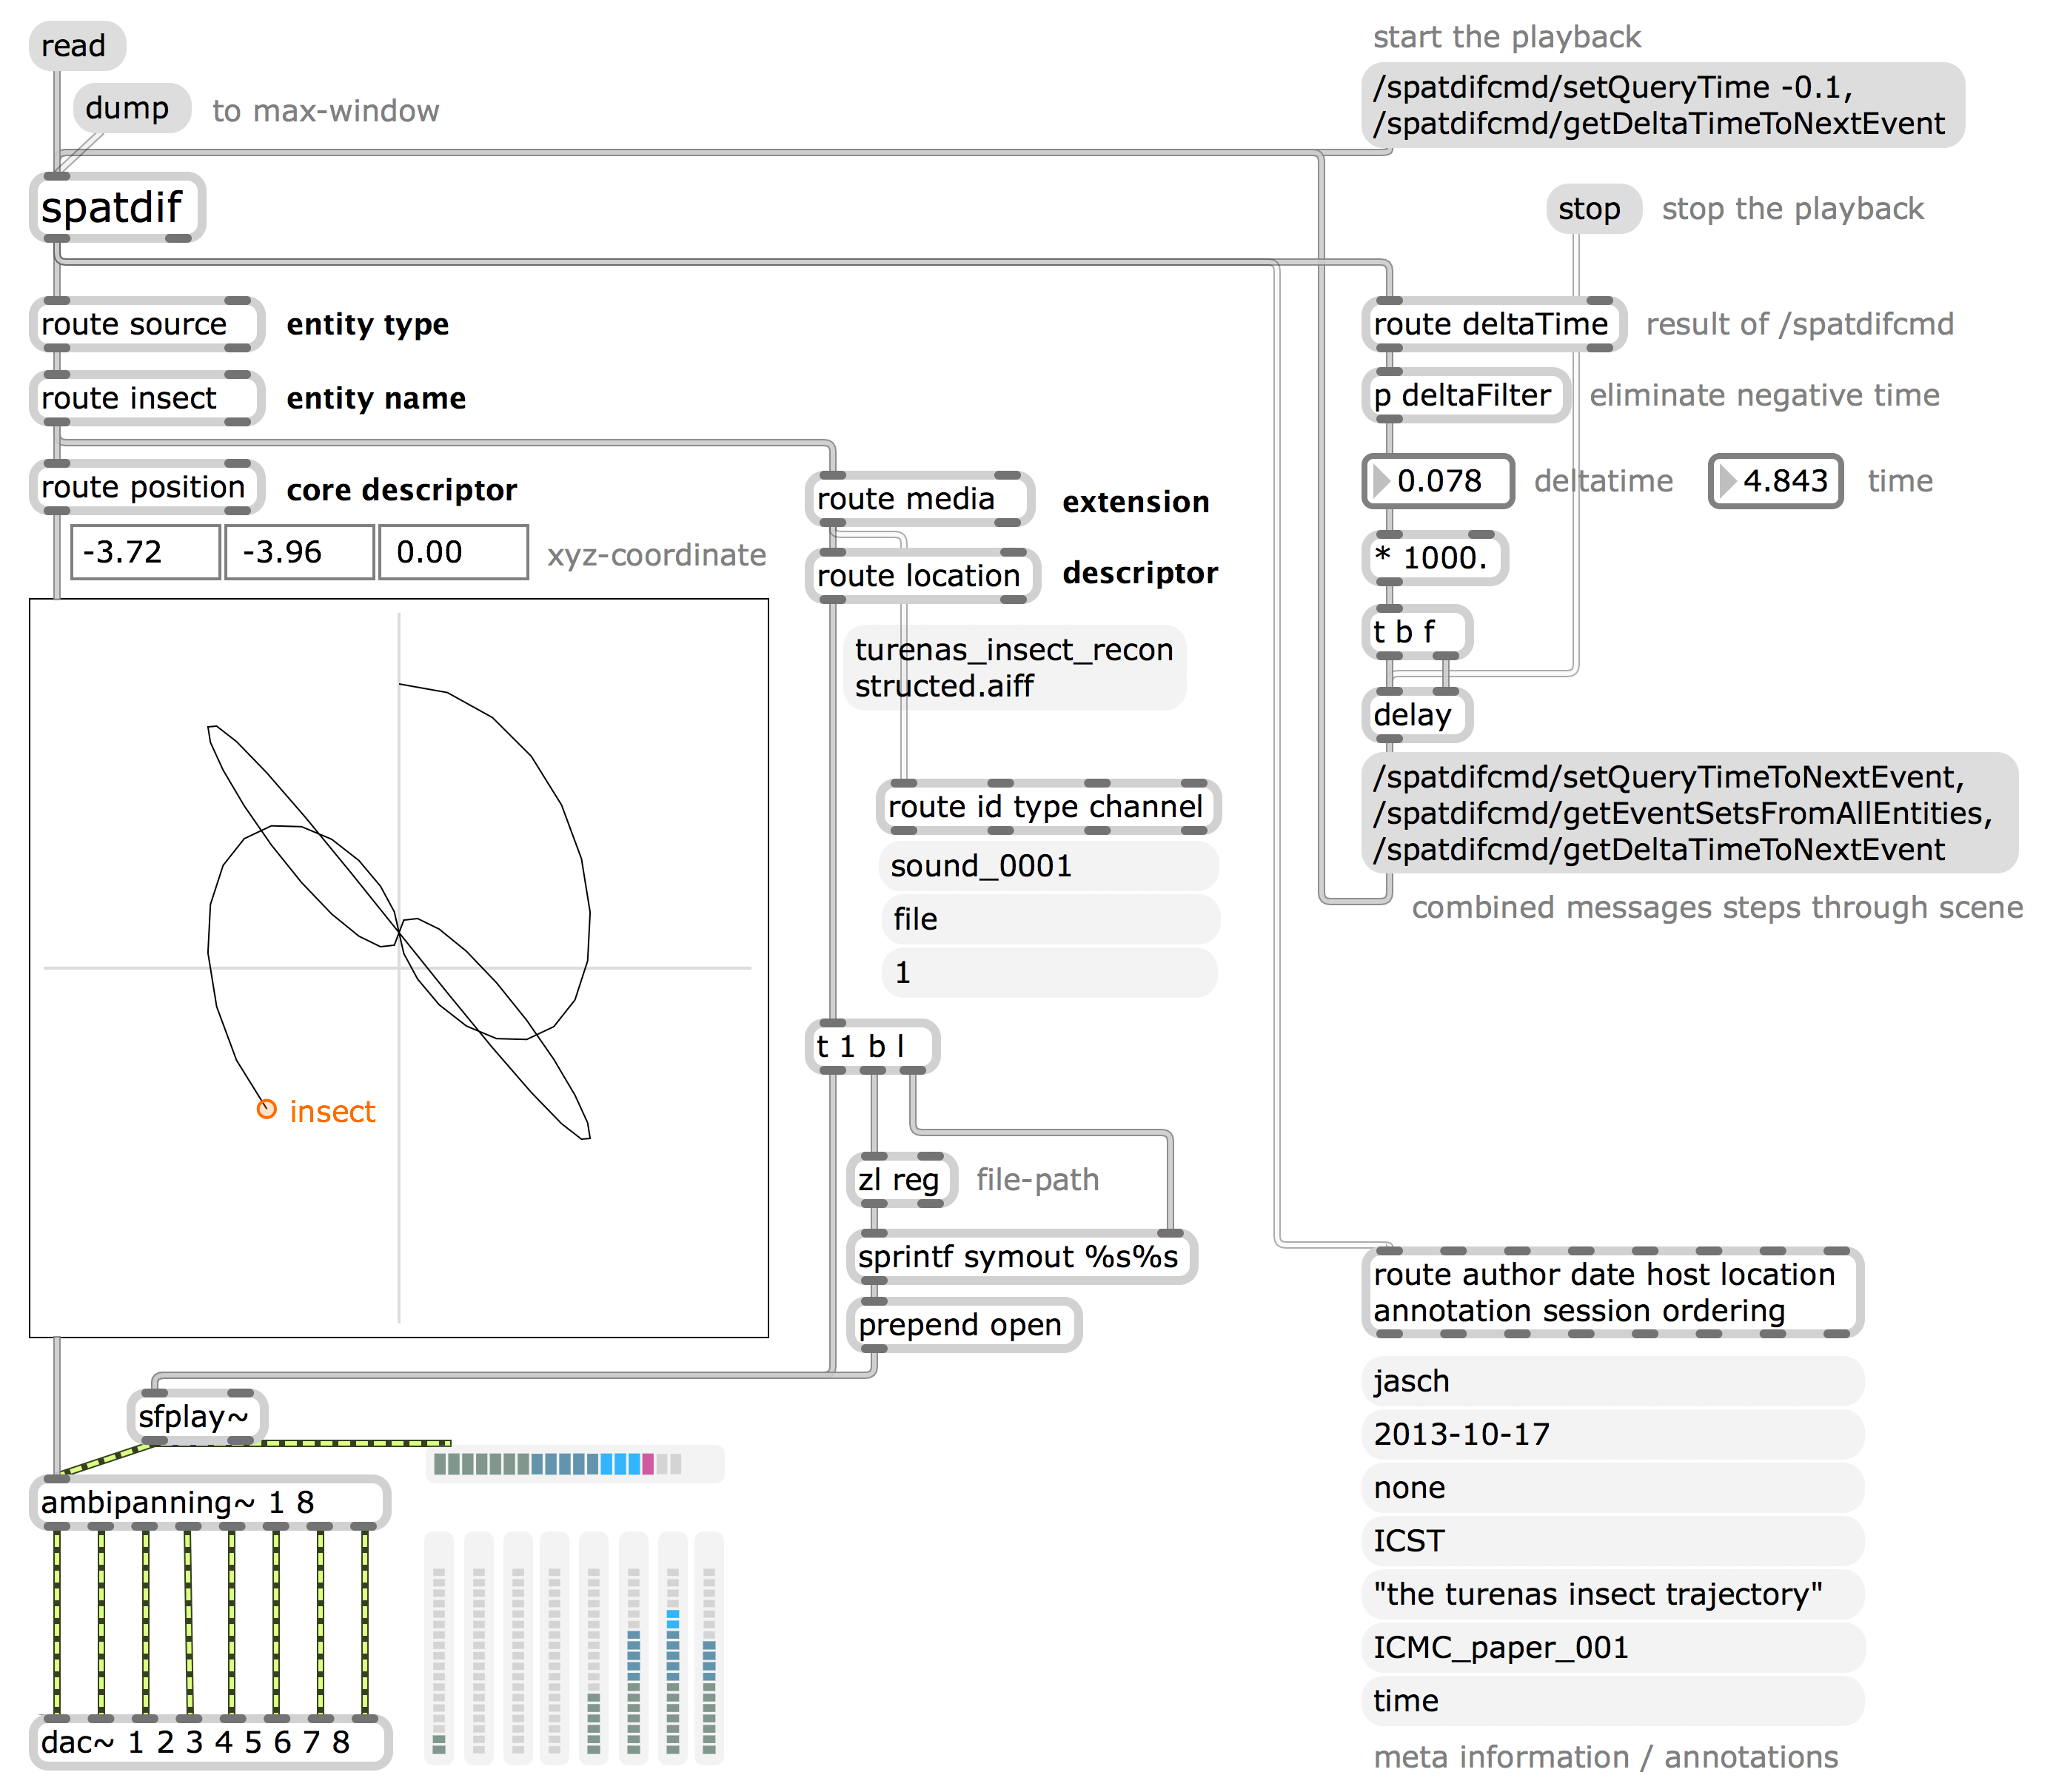 read
dump
to max-window
spatdif
route source
entity type
route insect
entity name
route position
core descriptor
-3.72
-3.96
0.00
xyz-coordinate
insect
route media
extension
route location
descriptor
turenas_insect_recon
structed.aiff
route id type channel
sound_0001
file
1
t 1 b l
zl reg
file-path
sprintf symout %s%s
prepend open
sfplay~
ambipanning~ 1 8
dac~ 1 2 3 4 5 6 7 8
start the playback
/spatdifcmd/setQueryTime -0.1,
/spatdifcmd/getDeltaTimeToNextEvent
stop
stop the playback
route deltaTime
result of /spatdifcmd
p deltaFilter
eliminate negative time
0.078
deltatime
4.843
time
* 1000.
t b f
delay
/spatdifcmd/setQueryTimeToNextEvent,
/spatdifcmd/getEventSetsFromAllEntities,
/spatdifcmd/getDeltaTimeToNextEvent
combined messages steps through scene
route author date host location
annotation session ordering
jasch
2013-10-17
none
ICST
"the turenas insect trajectory"
ICMC_paper_001
time
meta information / annotations